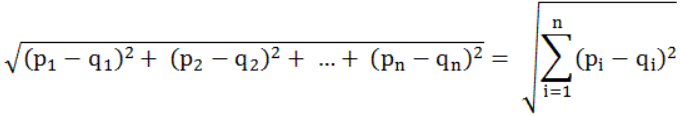 √((p₁ − q₁)² + (p₂ − q₂)² + … + (pₙ − qₙ)²) = √(∑ᵢ₌₁ⁿ (pᵢ − qᵢ)²)